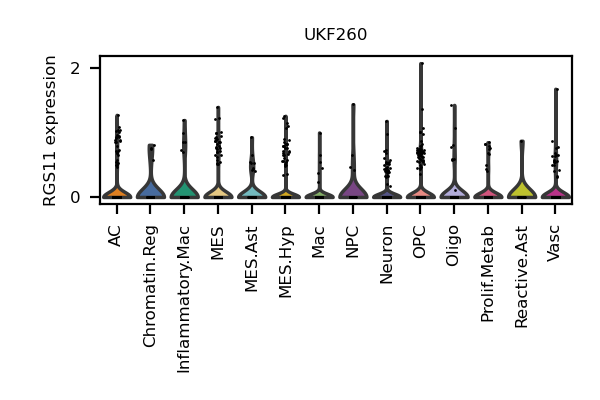 UKF260
RGS11 expression
2
0
AC
Chromatin.Reg
Inflammatory.Mac
MES
MES.Ast
MES.Hyp
Mac
NPC
Neuron
OPC
Oligo
Prolif.Metab
Reactive.Ast
Vasc